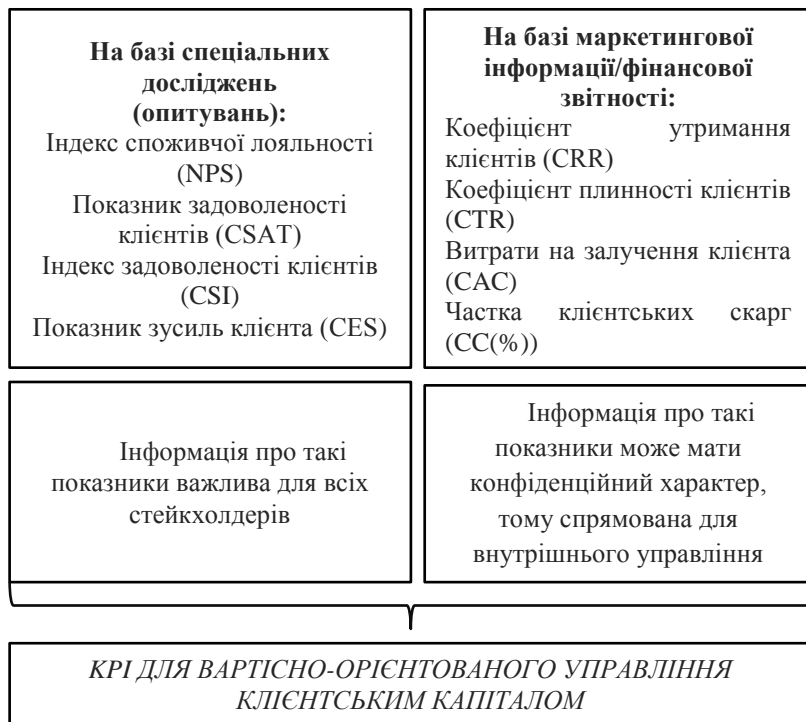 На базі спеціальних
досліджень
(опитувань):
Індекс споживчої лояльності
(NPS)
Показник задоволеності
клієнтів (CSAT)
Індекс задоволеності клієнтів
(CSI)
Показник зусиль клієнта (CES)
На базі маркетингової
інформації/фінансової
звітності:
Коефіцієнт утримання
клієнтів (CRR)
Коефіцієнт плинності клієнтів
(CTR)
Витрати на залучення клієнта
(CAC)
Частка клієнтських скарг
(CC(%))
Інформація про такі
показники важлива для всіх
стейкхолдерів
Інформація про такі
показники може мати
конфіденційний характер,
тому спрямована для
внутрішнього управління
KPI ДЛЯ ВАРТІСНО-ОРІЄНТОВАНОГО УПРАВЛІННЯ
КЛІЄНТСЬКИМ КАПІТАЛОМ